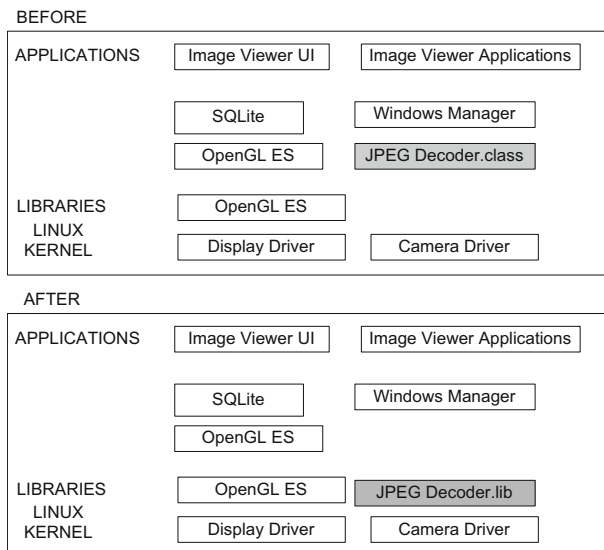 BEFORE
APPLICATIONS Image Viewer UI Image Viewer Applications
SQLite Windows Manager
OpenGL ES JPEG Decoder.class
LIBRARIES OpenGL ES
LINUX
KERNEL Display Driver Camera Driver
AFTER
APPLICATIONS Image Viewer UI Image Viewer Applications
SQLite Windows Manager
OpenGL ES
LIBRARIES OpenGL ES JPEG Decoder.lib
LINUX
KERNEL Display Driver Camera Driver